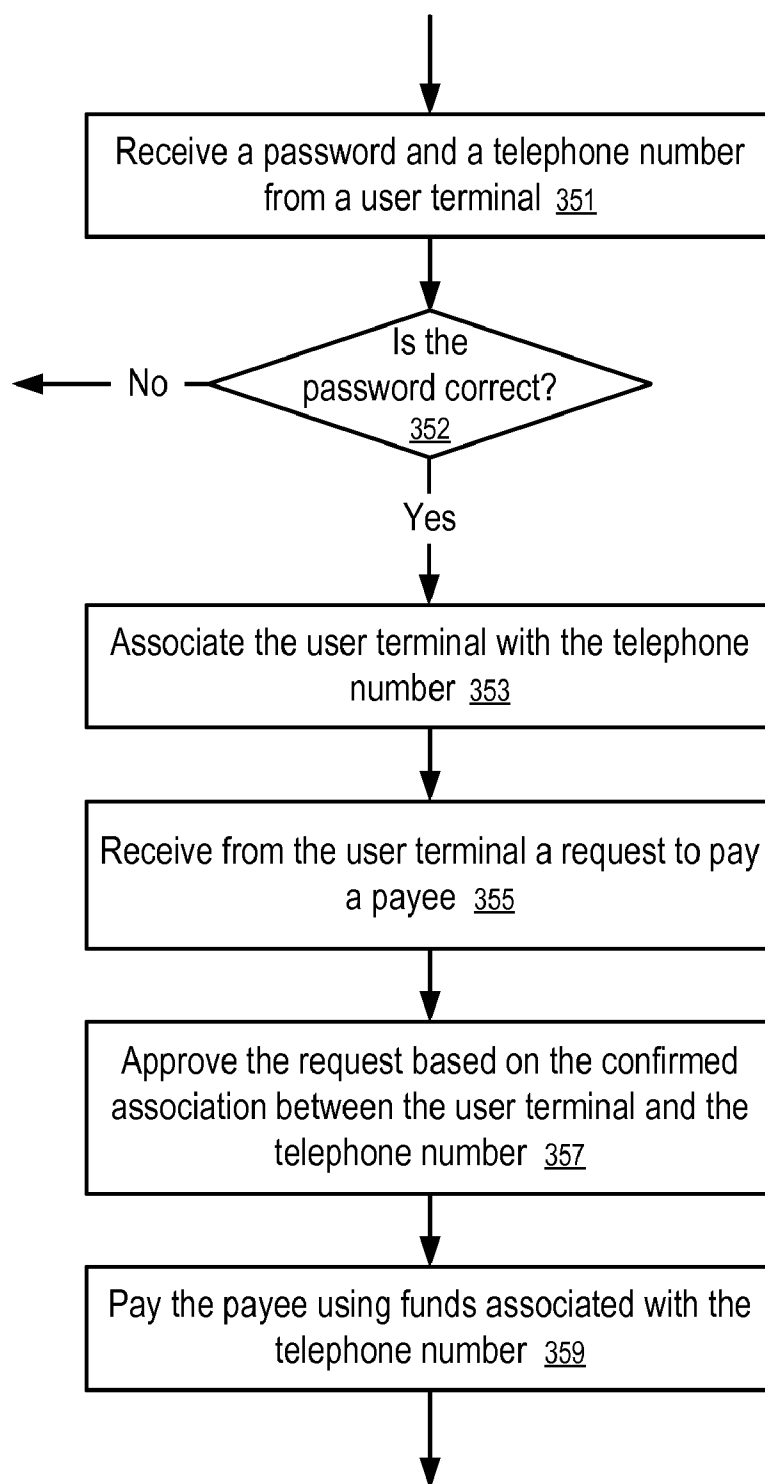 Receive a password and a telephone number
from a user terminal 351
Is the
password correct?
352
No
Yes
Associate the user terminal with the telephone
number 353
Receive from the user terminal a request to pay
a payee 355
Approve the request based on the confirmed
association between the user terminal and the
telephone number 357
Pay the payee using funds associated with the
telephone number 359